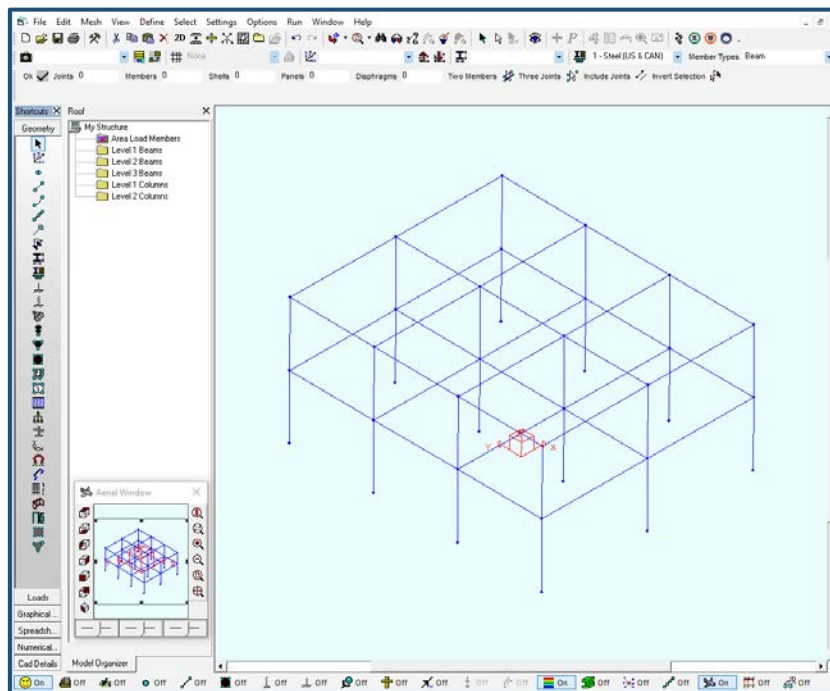 File Edit Mesh View Define Select Settings Options Run Window Help
2D
None 1 - Steel (US & CAN) Member Types Beam
Ok Joints 0 Members 0 Shells 0 Panels 0 Diaphragms 0 Two Members Three Joints Include Joints Invert Selection
Shortcuts Roof
Geometry My Structure
Area Load Members
Level 1 Beams
Level 2 Beams
Level 3 Beams
Level 1 Columns
Level 2 Columns
Y X
Aerial Window
Loads
Graphical ...
Spreadsh...
Numerical...
Cad Details Model Organizer
On Off Off Off Off Off Off Off Off Off Off Off Off On Off Off Off On Off Off